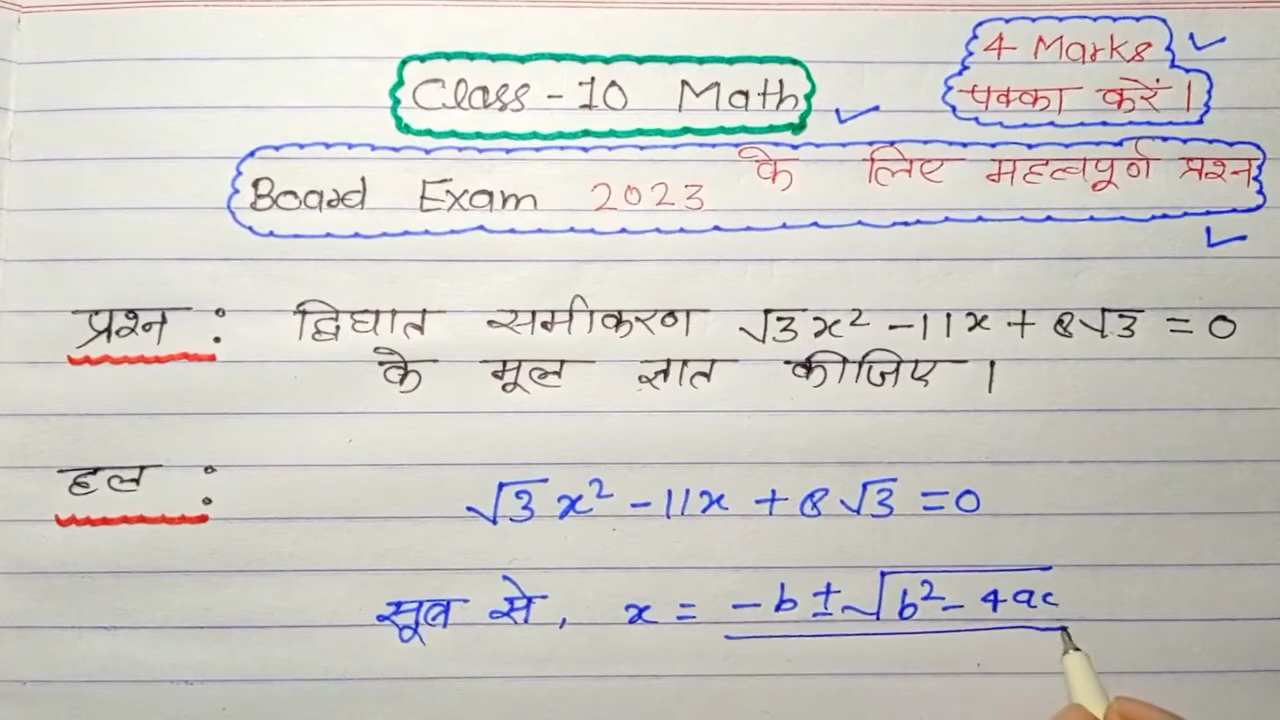 4 Marks
पक्का करें।
Class - 10 Math
Board Exam 2023 के लिए महत्वपूर्ण प्रश्न
प्रश्न : द्विघात समीकरण √3x² - 11x + 8√3 = 0
के मूल ज्ञात कीजिए।
हल :
√3x² - 11x + 8√3 = 0
सूत्र से, x = -b ± √b² - 4ac